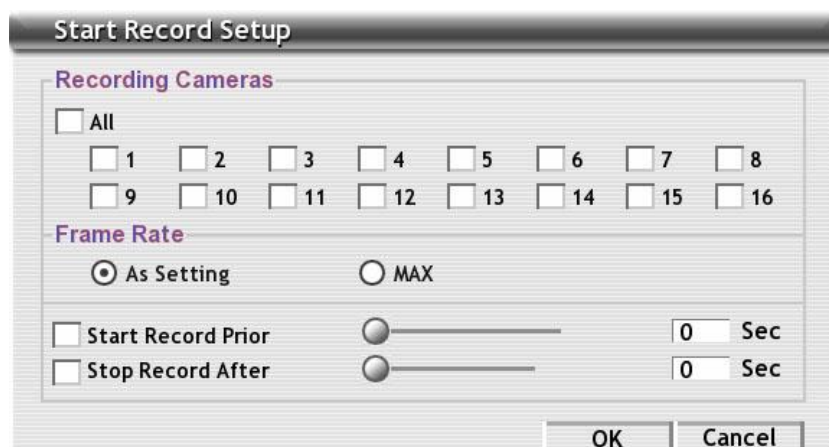 Start Record Setup
Recording Cameras
All
1 2 3 4 5 6 7 8
9 10 11 12 13 14 15 16
Frame Rate
As Setting MAX
Start Record Prior 0 Sec
Stop Record After 0 Sec
OK Cancel